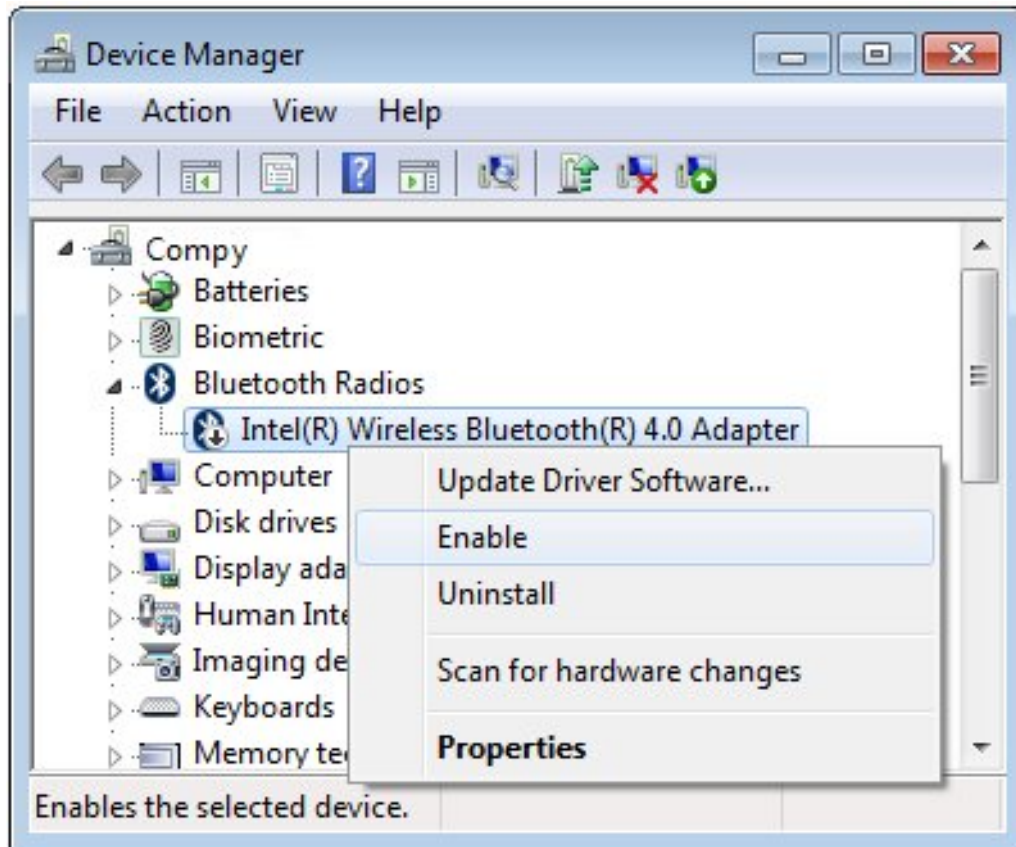 Device Manager
File Action View Help
Compy
Batteries
Biometric
Bluetooth Radios
Intel(R) Wireless Bluetooth(R) 4.0 Adapter
Computer
Disk drives
Display ada
Human Inte
Imaging de
Keyboards
Memory te
Update Driver Software...
Enable
Uninstall
Scan for hardware changes
Properties
Enables the selected device.